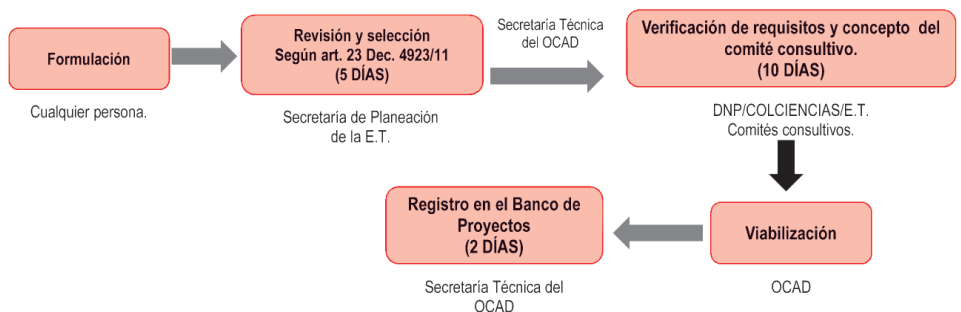 Formulación
Cualquier persona.
Revisión y selección
Según art. 23 Dec. 4923/11
(5 DÍAS)
Secretaría de Planeación
de la E.T.
Secretaría Técnica
del OCAD
Verificación de requisitos y concepto del
comité consultivo.
(10 DÍAS)
DNP/COLCIENCIAS/E.T.
Comités consultivos.
Viabilización
OCAD
Registro en el Banco de
Proyectos
(2 DÍAS)
Secretaría Técnica del
OCAD